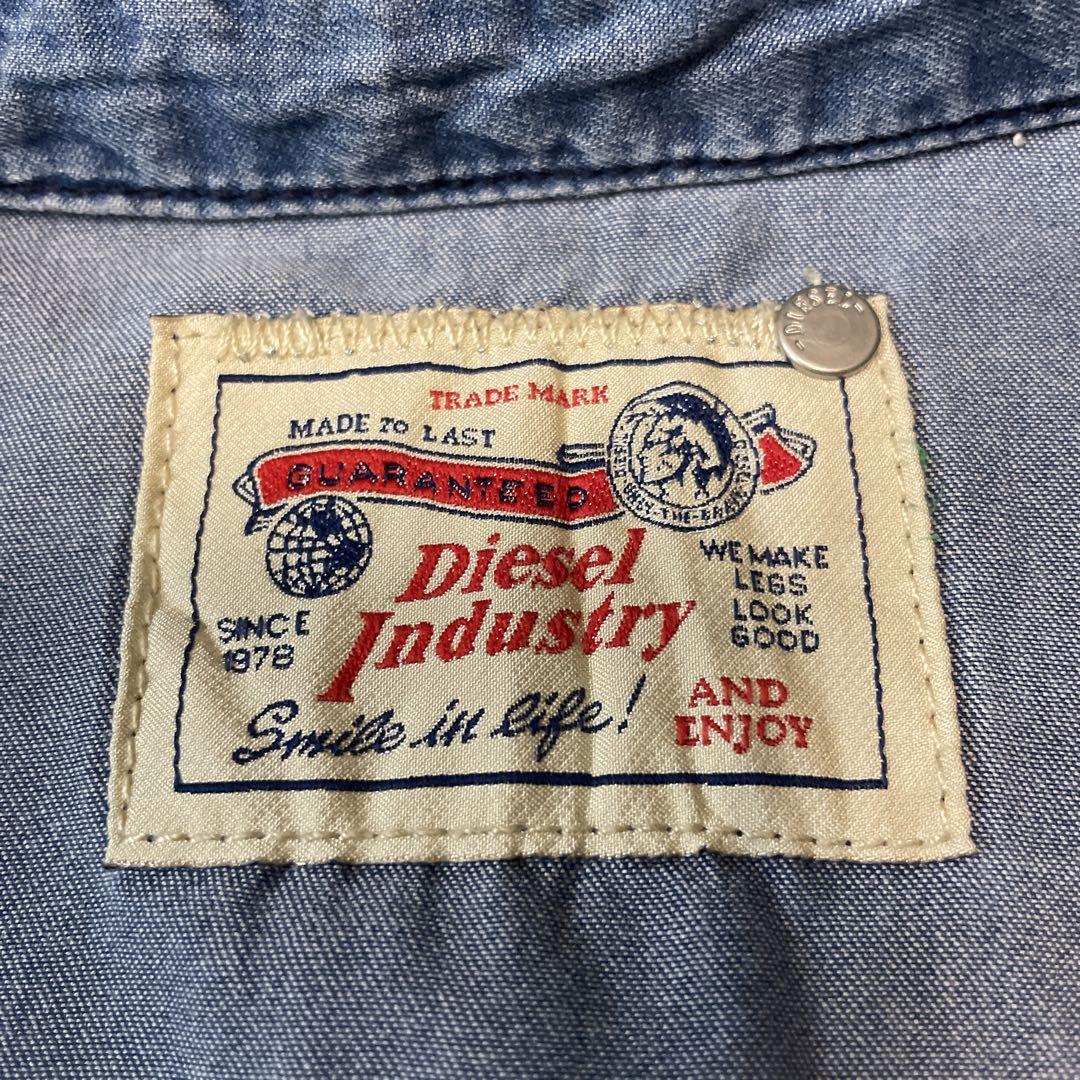 DIESEL
TRADE MARK
MADE TO LAST
GUARANTEED
Diesel
Industry
SINCE
1978
WE MAKE
LEGS
LOOK
GOOD
Smile in life!
AND
ENJOY